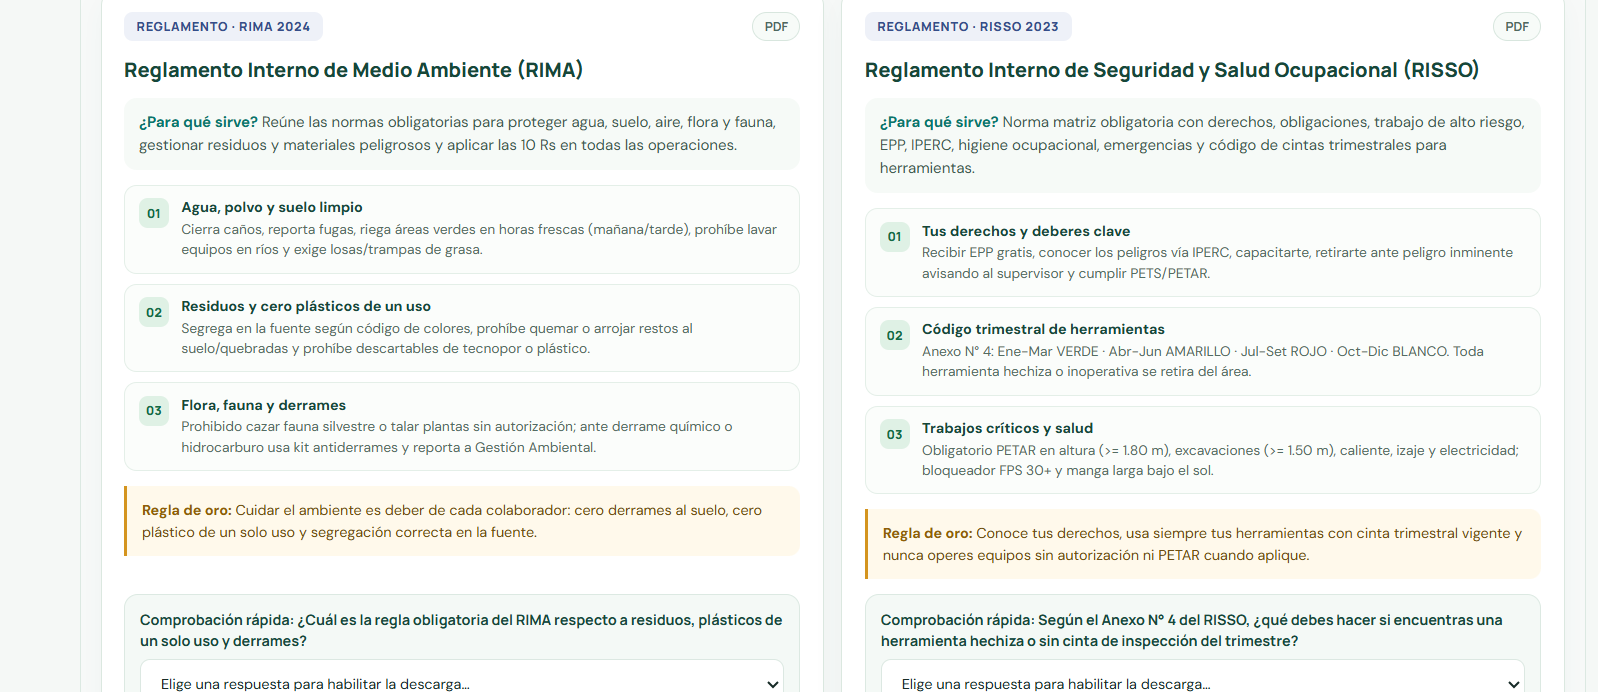 REGLAMENTO · RIMA 2024
PDF
Reglamento Interno de Medio Ambiente (RIMA)
¿Para qué sirve? Reúne las normas obligatorias para proteger agua, suelo, aire, flora y fauna,
gestionar residuos y materiales peligrosos y aplicar las 10 Rs en todas las operaciones.
01
Agua, polvo y suelo limpio
Cierra caños, reporta fugas, riega áreas verdes en horas frescas (mañana/tarde), prohíbe lavar
equipos en ríos y exige losas/trampas de grasa.
02
Residuos y cero plásticos de un uso
Segrega en la fuente según código de colores, prohíbe quemar o arrojar restos al
suelo/quebradas y prohíbe descartables de tecnopor o plástico.
03
Flora, fauna y derrames
Prohibido cazar fauna silvestre o talar plantas sin autorización; ante derrame químico o
hidrocarburo usa kit antiderrames y reporta a Gestión Ambiental.
Regla de oro: Cuidar el ambiente es deber de cada colaborador: cero derrames al suelo, cero
plástico de un solo uso y segregación correcta en la fuente.
Comprobación rápida: ¿Cuál es la regla obligatoria del RIMA respecto a residuos, plásticos de
un solo uso y derrames?
Elige una respuesta para habilitar la descarga...
REGLAMENTO · RISSO 2023
PDF
Reglamento Interno de Seguridad y Salud Ocupacional (RISSO)
¿Para qué sirve? Norma matriz obligatoria con derechos, obligaciones, trabajo de alto riesgo,
EPP, IPERC, higiene ocupacional, emergencias y código de cintas trimestrales para
herramientas.
01
Tus derechos y deberes clave
Recibir EPP gratis, conocer los peligros vía IPERC, capacitarte, retirarte ante peligro inminente
avisando al supervisor y cumplir PETS/PETAR.
02
Código trimestral de herramientas
Anexo N° 4: Ene-Mar VERDE · Abr-Jun AMARILLO · Jul-Set ROJO · Oct-Dic BLANCO. Toda
herramienta hechiza o inoperativa se retira del área.
03
Trabajos críticos y salud
Obligatorio PETAR en altura (>= 1.80 m), excavaciones (>= 1.50 m), caliente, izaje y electricidad;
bloqueador FPS 30+ y manga larga bajo el sol.
Regla de oro: Conoce tus derechos, usa siempre tus herramientas con cinta trimestral vigente y
nunca operes equipos sin autorización ni PETAR cuando aplique.
Comprobación rápida: Según el Anexo N° 4 del RISSO, ¿qué debes hacer si encuentras una
herramienta hechiza o sin cinta de inspección del trimestre?
Elige una respuesta para habilitar la descarga...